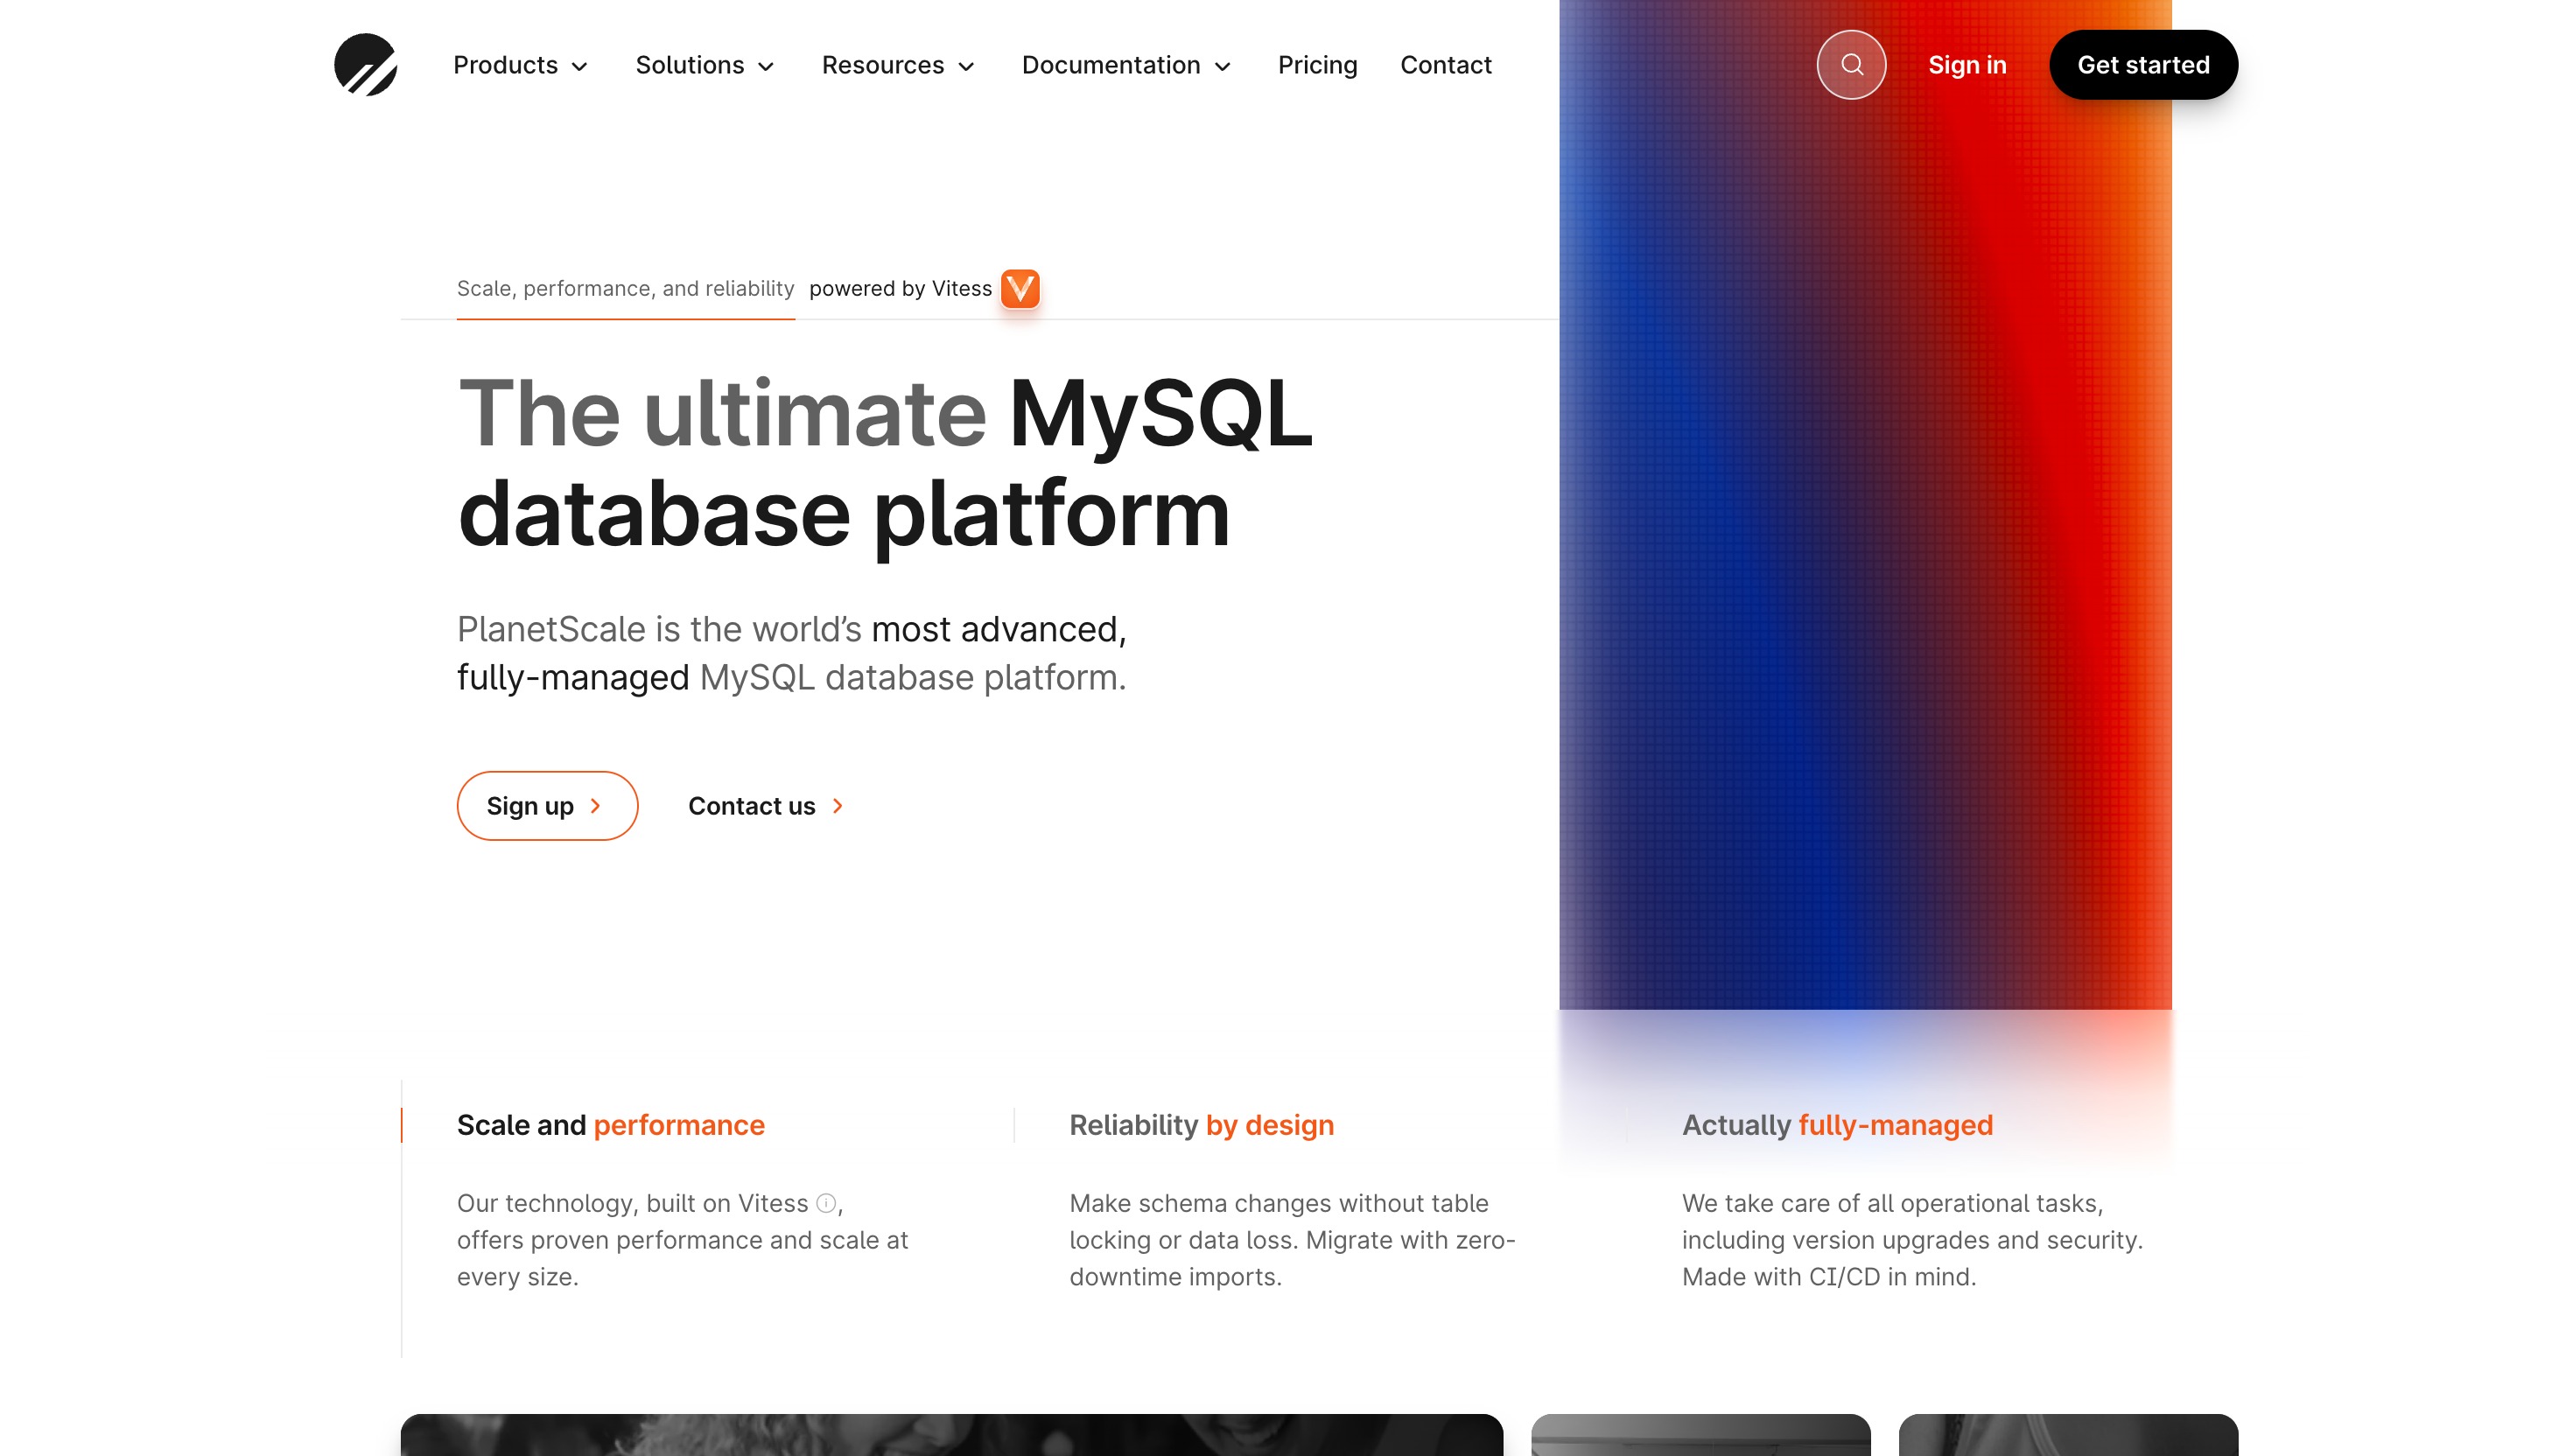 Products
Solutions
Resources
Documentation
Pricing
Contact
Sign in
Get started
Scale, performance, and reliability powered by Vitess
The ultimate MySQL
database platform
PlanetScale is the world’s most advanced,
fully-managed MySQL database platform.
Sign up
Contact us
Scale and performance
Our technology, built on Vitess ⓘ,
offers proven performance and scale at
every size.
Reliability by design
Make schema changes without table
locking or data loss. Migrate with zero-
downtime imports.
Actually fully-managed
We take care of all operational tasks,
including version upgrades and security.
Made with CI/CD in mind.